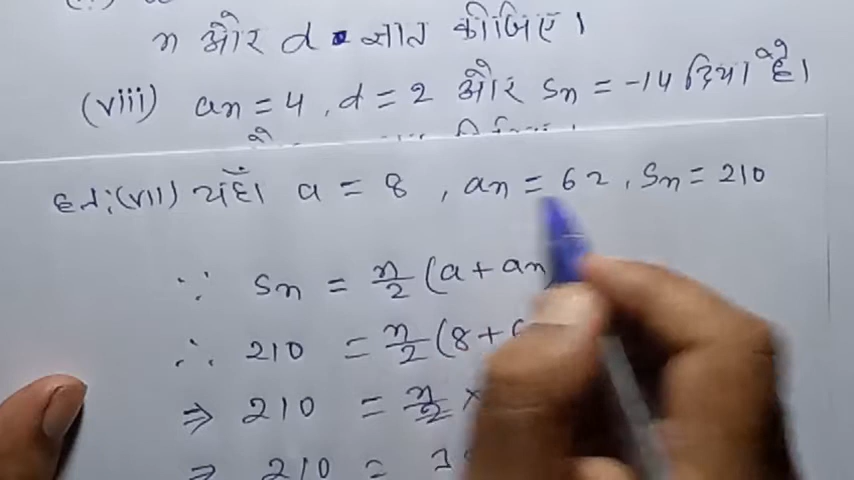 n और d ज्ञात कीजिए।
(viii) an = 4, d = 2 और Sn = -14 दिया है।
हल:(VII) यहाँ a = 8, an = 62, Sn = 210
∵ Sn = n/2 (a + an
∴ 210 = n/2 (8 +
⇒ 210 = n/2 ×
⇒ 210 =